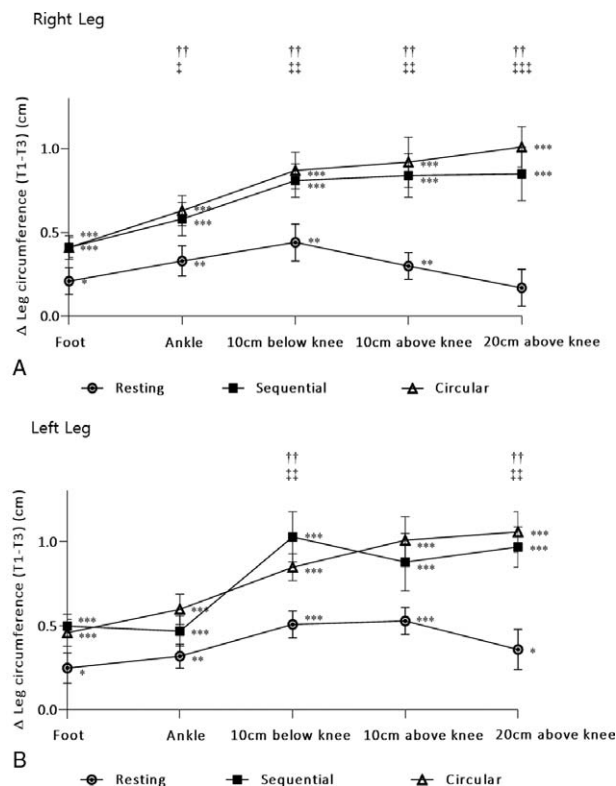 Right Leg
†† †† †† ††
‡ ‡‡ ‡‡ ‡‡‡
Δ Leg circumference (T1-T3) (cm)
1.0
0.5
0.0
*** *** *** *** ***
*** *** *** *** ***
* ** ** **
Foot Ankle 10cm below knee 10cm above knee 20cm above knee
A
Resting Sequential Circular
Left Leg
†† ††
‡‡ ‡‡
Δ Leg circumference (T1-T3) (cm)
1.0
0.5
0.0
*** *** *** *** ***
*** *** *** *** ***
* ** *** *** *
Foot Ankle 10cm below knee 10cm above knee 20cm above knee
B
Resting Sequential Circular